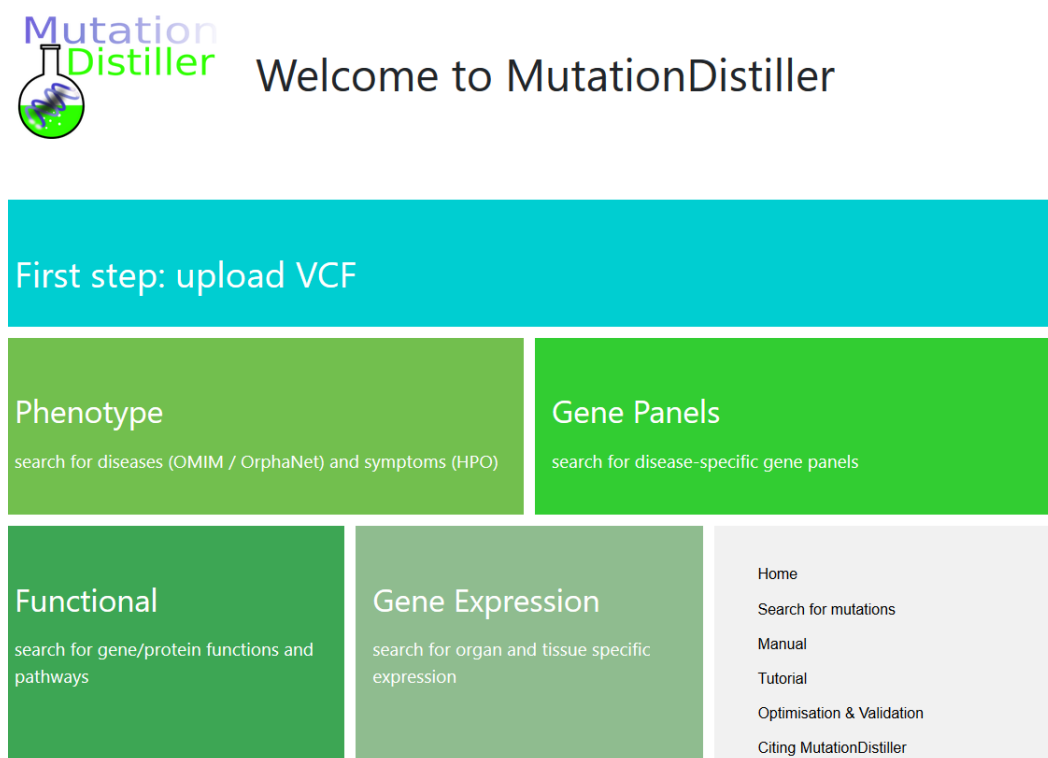 Mutation
Distiller
Welcome to MutationDistiller
First step: upload VCF
Phenotype
search for diseases (OMIM / OrphaNet) and symptoms (HPO)
Gene Panels
search for disease-specific gene panels
Functional
search for gene/protein functions and
pathways
Gene Expression
search for organ and tissue specific
expression
Home
Search for mutations
Manual
Tutorial
Optimisation & Validation
Citing MutationDistiller